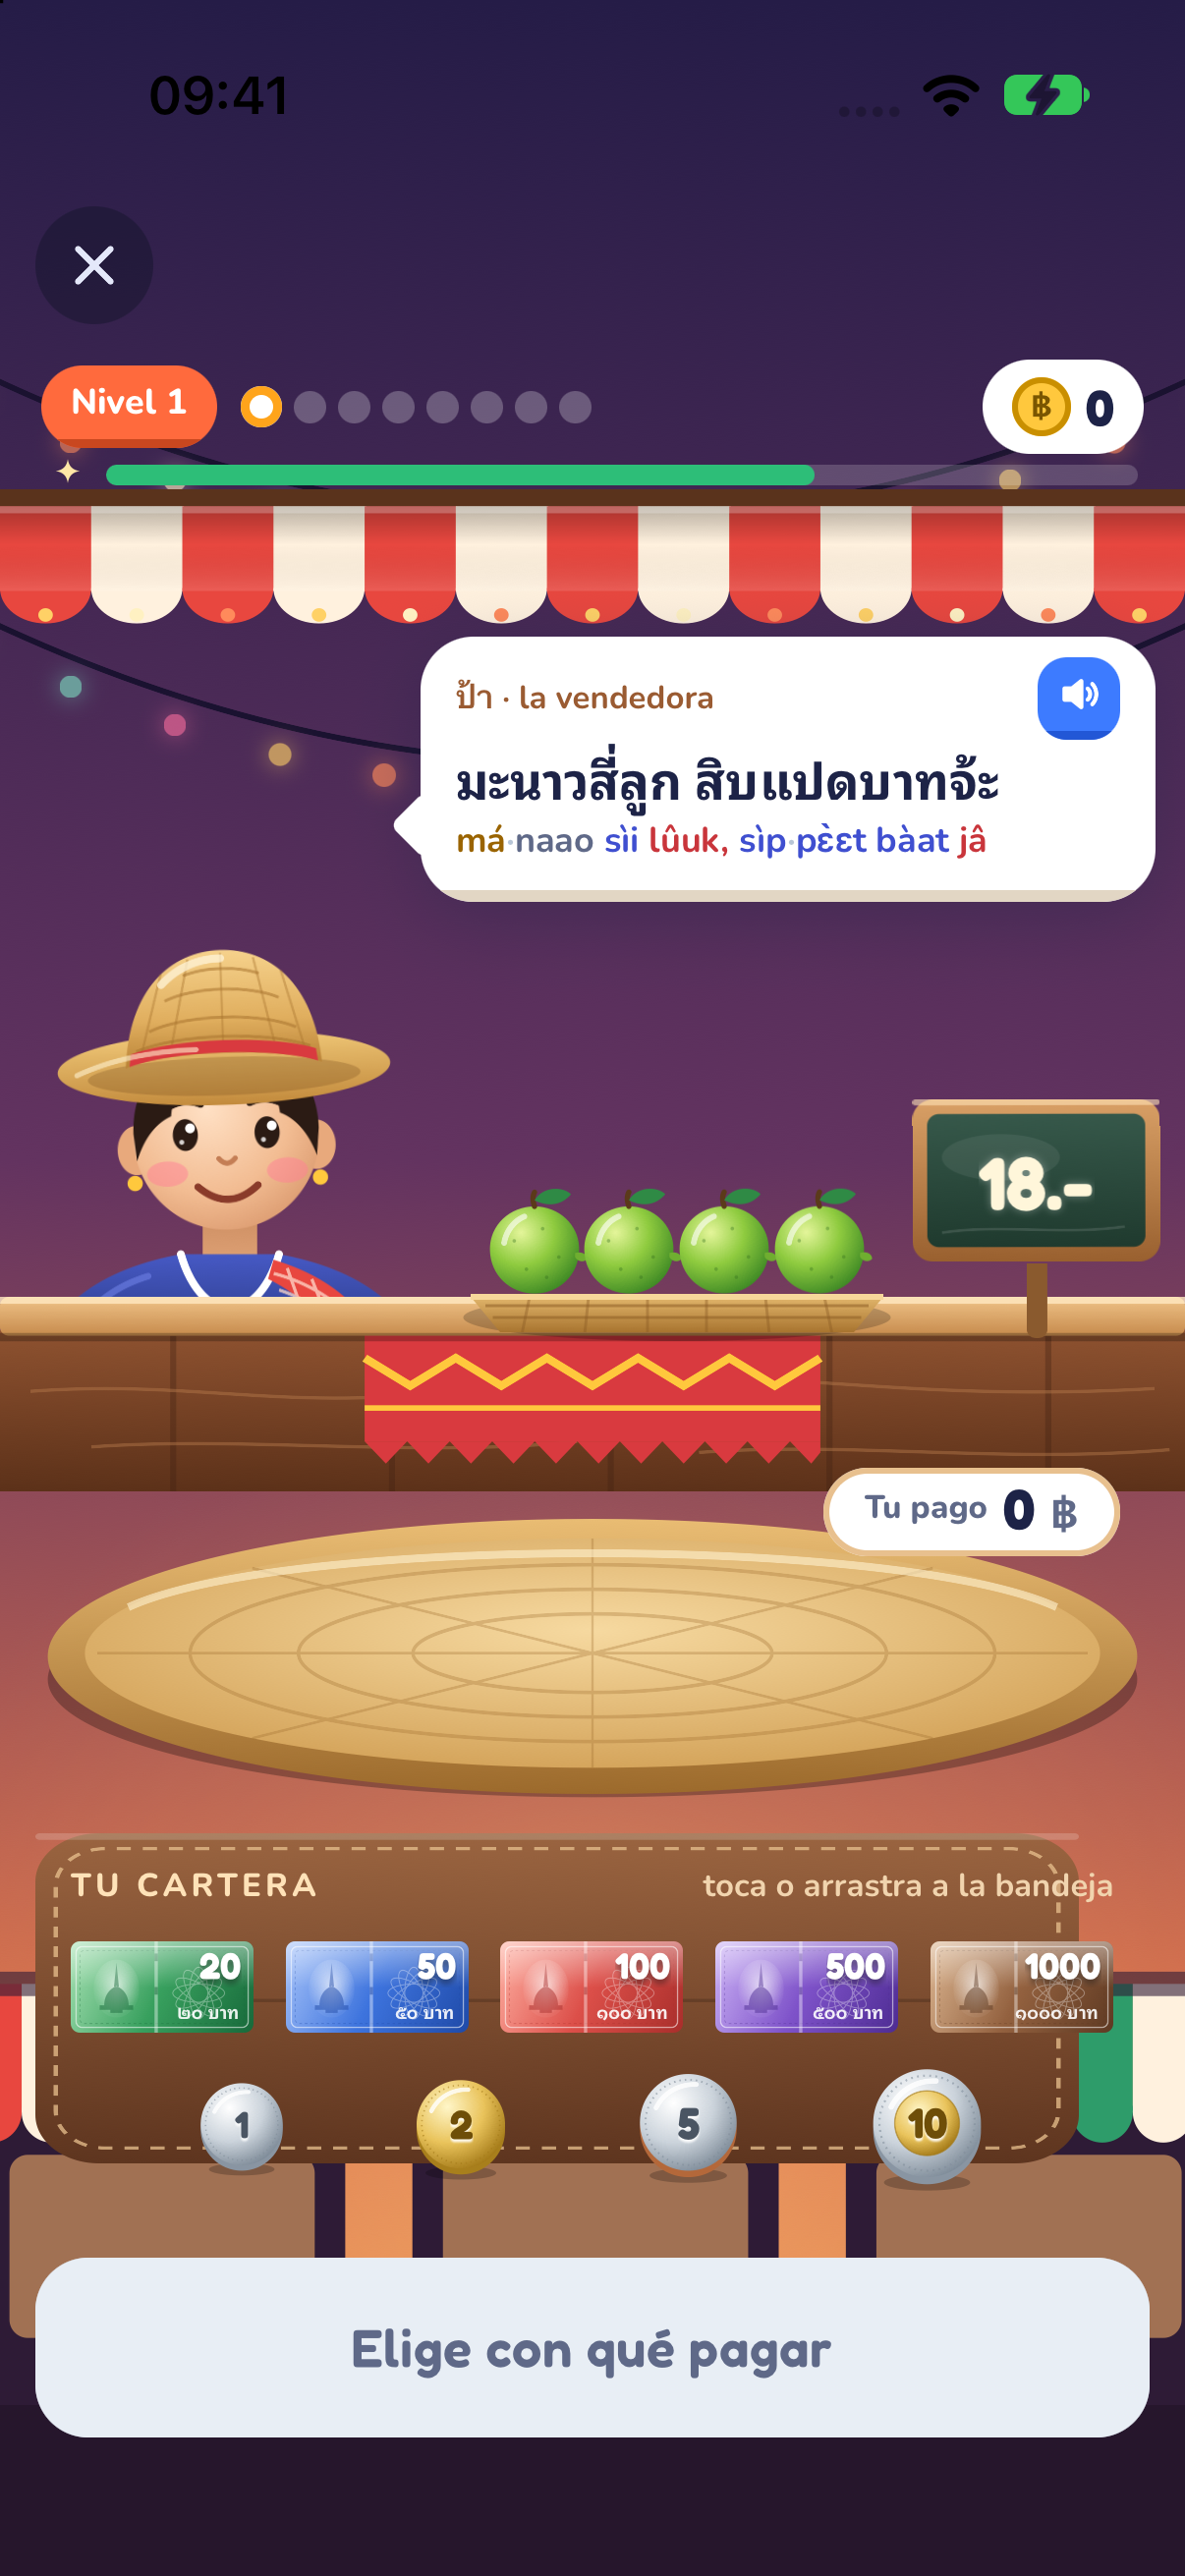 09:41
Nivel 1
฿ 0
ป้า · la vendedora
มะนาวสี่ลูก สิบแปดบาทจ้ะ
má·naao sìi lûuk, sìp·pɛ̀ɛt bàat jâ
18.-
Tu pago 0 ฿
TU CARTERA
toca o arrastra a la bandeja
20
๒๐ บาท
50
๕๐ บาท
100
๑๐๐ บาท
500
๕๐๐ บาท
1000
๑๐๐๐ บาท
1
2
5
10
Elige con qué pagar